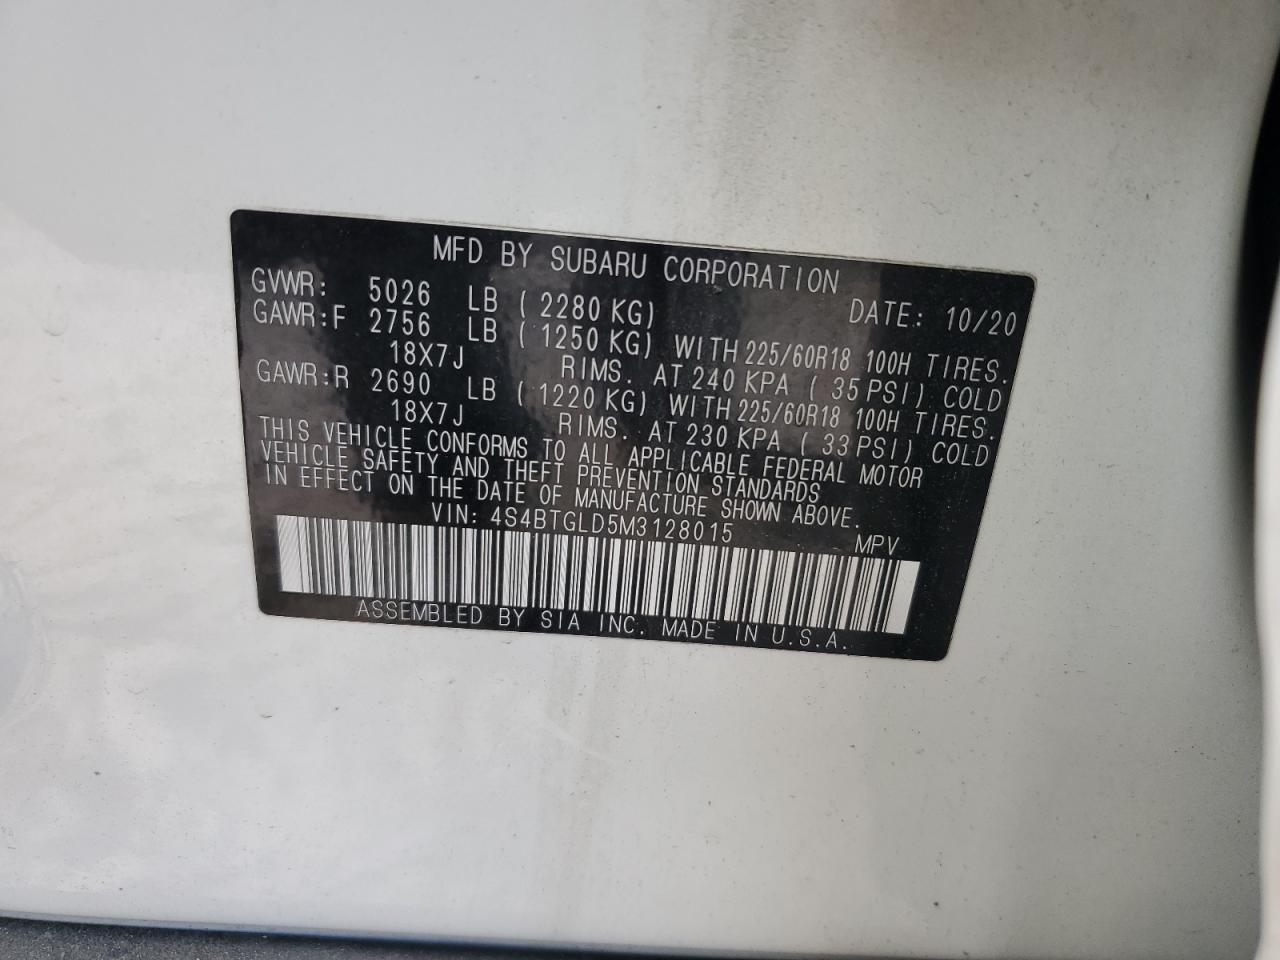 MFD BY SUBARU CORPORATION
GVWR: 5026 LB ( 2280 KG) DATE: 10/20
GAWR:F 2756 LB ( 1250 KG) WITH 225/60R18 100H TIRES.
18X7J RIMS. AT 240 KPA ( 35 PSI) COLD
GAWR:R 2690 LB ( 1220 KG) WITH 225/60R18 100H TIRES.
18X7J RIMS. AT 230 KPA ( 33 PSI) COLD
THIS VEHICLE CONFORMS TO ALL APPLICABLE FEDERAL MOTOR
VEHICLE SAFETY AND THEFT PREVENTION STANDARDS
IN EFFECT ON THE DATE OF MANUFACTURE SHOWN ABOVE.
VIN: 4S4BTGLD5M3128015 MPV
ASSEMBLED BY SIA INC. MADE IN U.S.A.